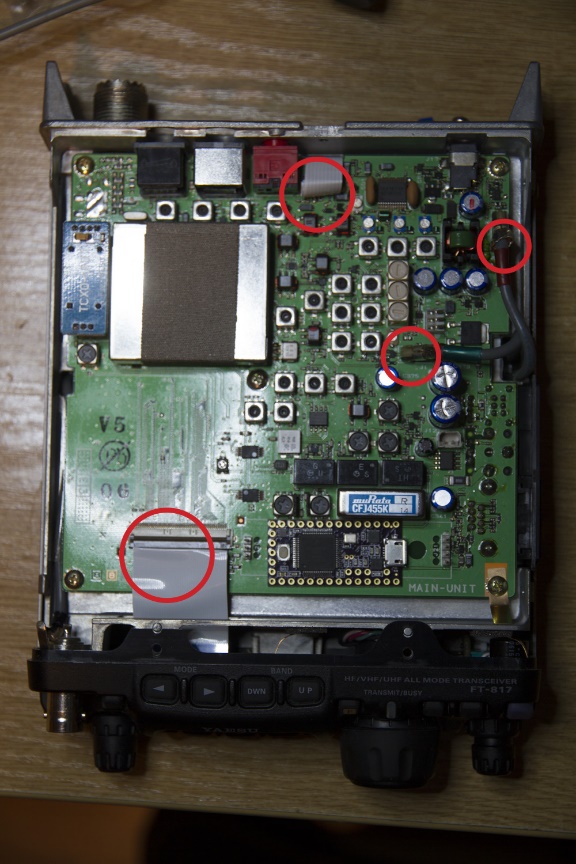 TCXO
V5
06
muRata
CFJ455K
MAIN-UNIT
MODE
BAND
DWN
UP
HF/VHF/UHF ALL MODE TRANSCEIVER
FT-817
TRANSMIT/BUSY
YAESU